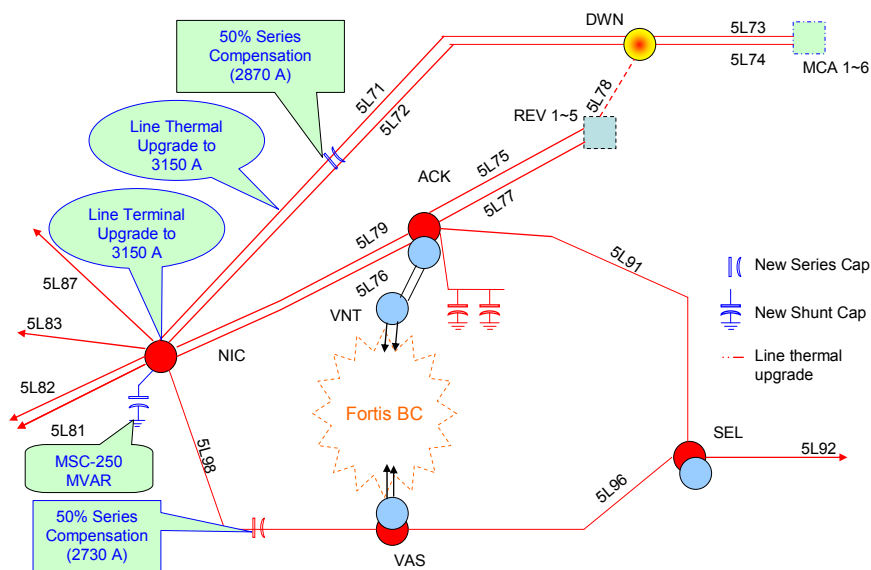 DWN
5L73
5L74
MCA 1~6
50% Series
Compensation
(2870 A)
5L71
5L72
5L78
REV 1~5
Line Thermal
Upgrade to
3150 A
5L75
5L77
ACK
Line Terminal
Upgrade to
3150 A
5L79
5L76
5L91
5L87
5L83
5L82
5L81
NIC
VNT
New Series Cap
New Shunt Cap
Line thermal
upgrade
Fortis BC
MSC-250
MVAR
5L98
SEL
5L92
5L96
50% Series
Compensation
(2730 A)
VAS